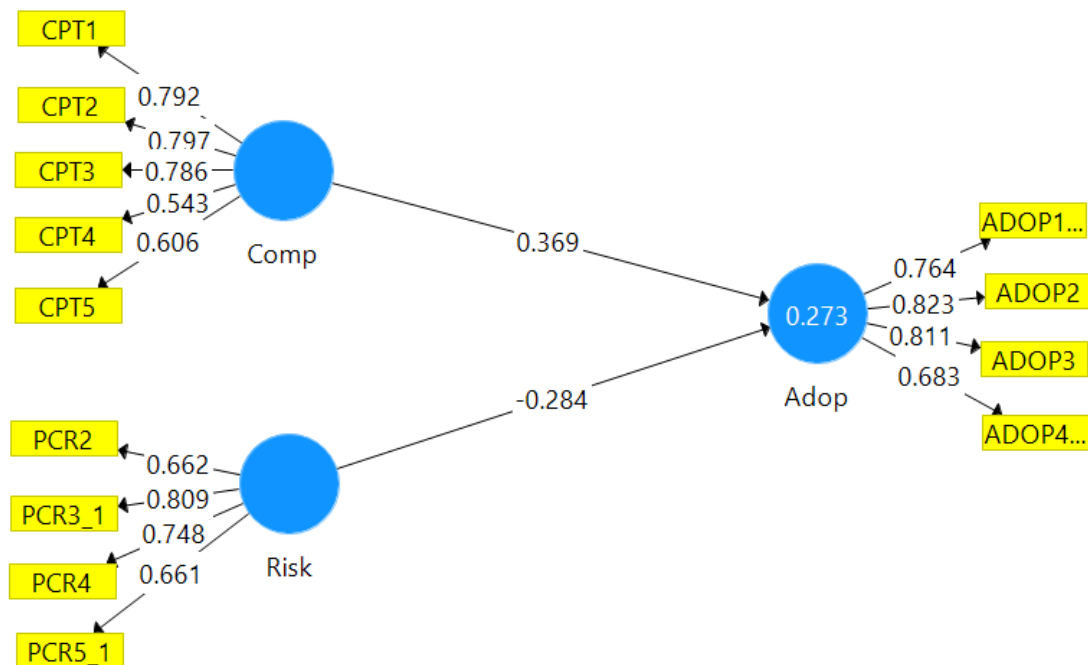 CPT1
CPT2
CPT3
CPT4
CPT5
0.792
0.797
0.786
0.543
0.606
Comp
0.369
PCR2
PCR3_1
PCR4
PCR5_1
0.662
0.809
0.748
0.661
Risk
-0.284
0.273
Adop
0.764
0.823
0.811
0.683
ADOP1...
ADOP2
ADOP3
ADOP4...